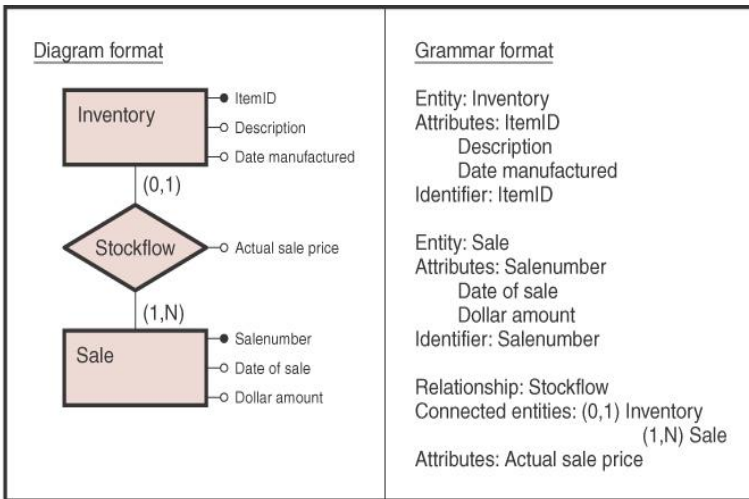 Diagram format
Inventory
ItemID
Description
Date manufactured
(0,1)
Stockflow
Actual sale price
(1,N)
Sale
Salenumber
Date of sale
Dollar amount
Grammar format
Entity: Inventory
Attributes: ItemID
Description
Date manufactured
Identifier: ItemID
Entity: Sale
Attributes: Salenumber
Date of sale
Dollar amount
Identifier: Salenumber
Relationship: Stockflow
Connected entities: (0,1) Inventory
(1,N) Sale
Attributes: Actual sale price